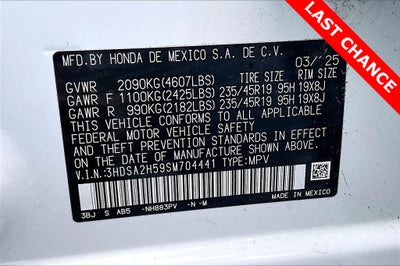 LAST CHANCE
MFD.BY HONDA DE MEXICO S.A. DE C.V.
03/25
GVWR 2090KG(4607LBS) TIRE SIZE RIM SIZE
GAWR F 1100KG(2425LBS) 235/45R19 95H 19X8J
GAWR R 990KG(2182LBS) 235/45R19 95H 19X8J
THIS VEHICLE CONFORMS TO ALL APPLICABLE
FEDERAL MOTOR VEHICLE SAFETY, BUMPER,
AND THEFT PREVENTION STANDARDS IN EFFECT
ON THE DATE OF MANUFACTURE SHOWN ABOVE.
V.I.N:3HDSA2H59SM704441 TYPE:MPV
3BJ S AB5 -NH883PV -N -M
MADE IN MEXICO